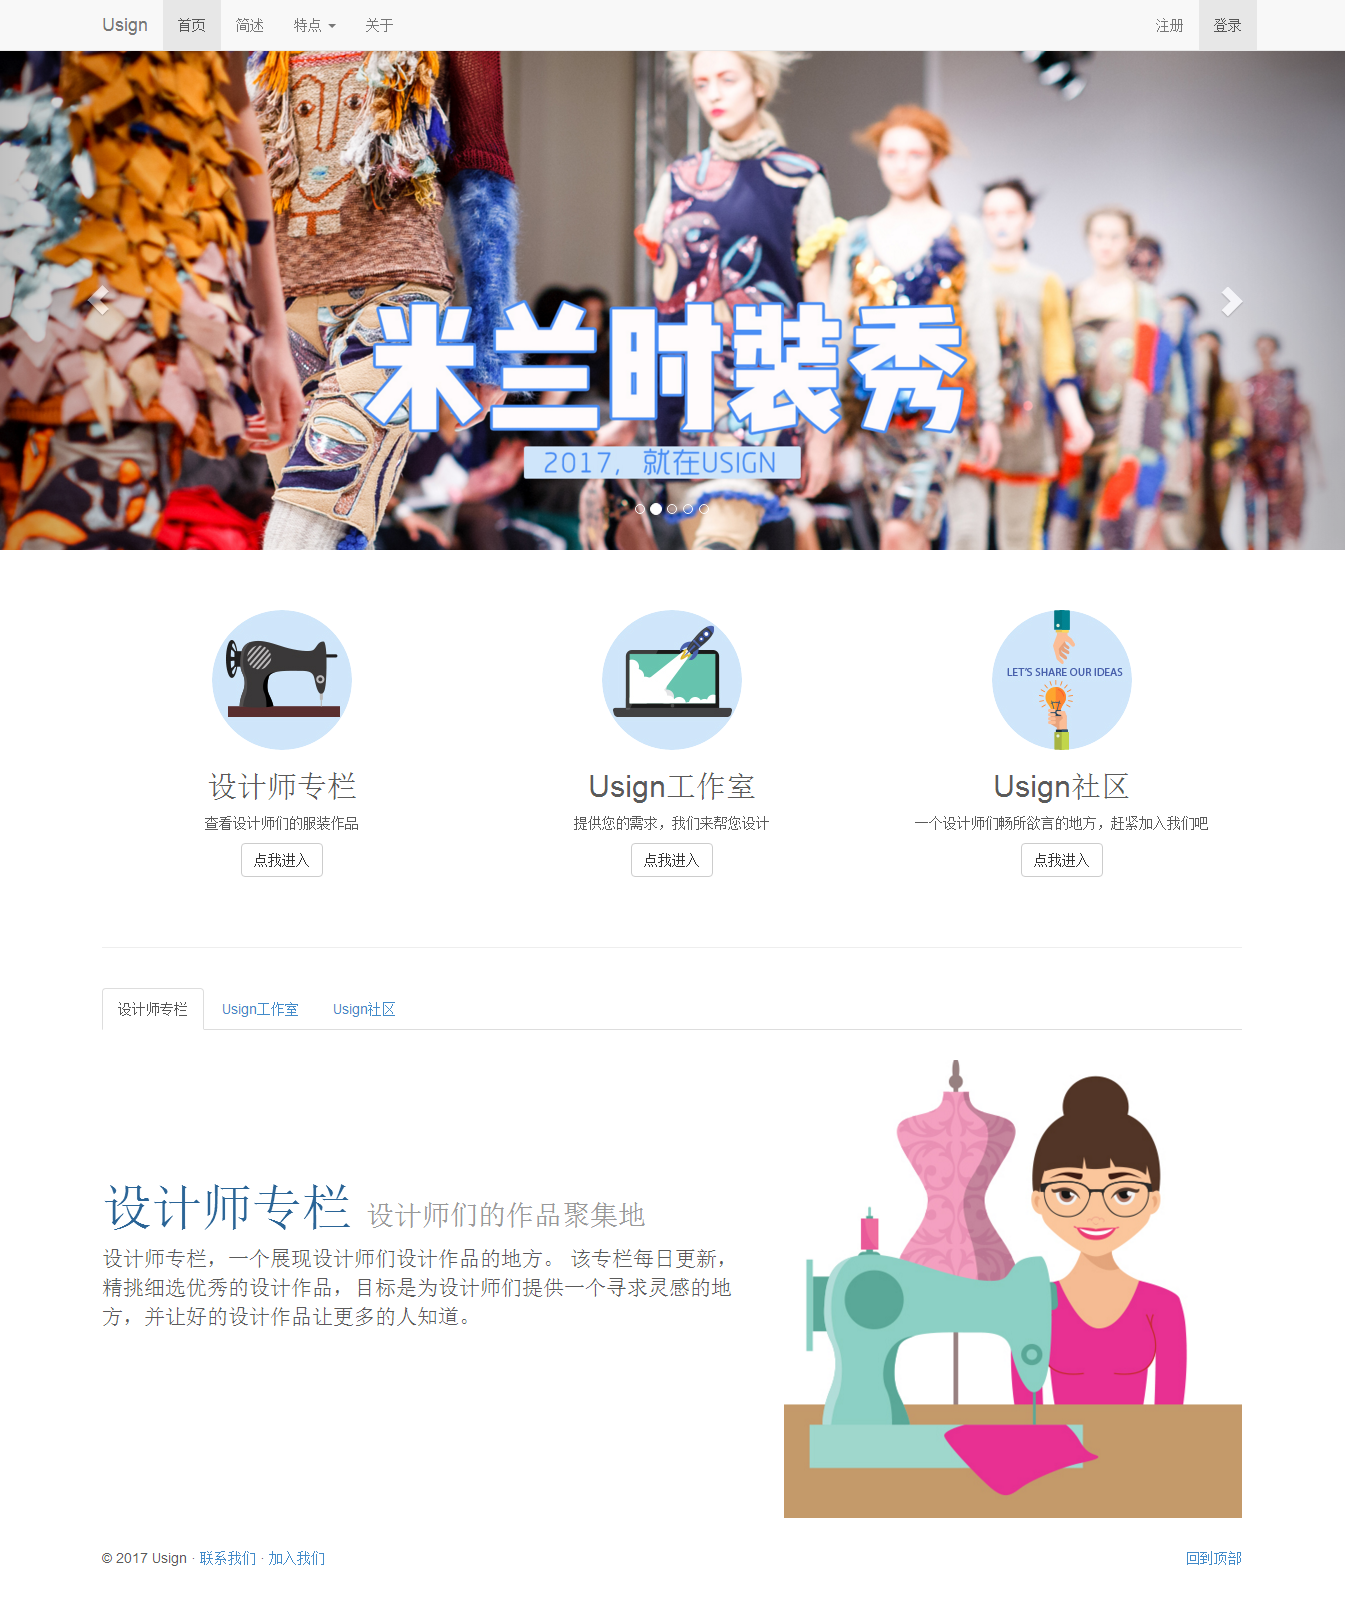 Usign 首页 简述 特点 关于 注册 登录
米兰时装秀
2017，就在USIGN
LET'S SHARE OUR IDEAS
设计师专栏 Usign工作室 Usign社区
查看设计师们的服装作品 提供您的需求，我们来帮您设计 一个设计师们畅所欲言的地方，赶紧加入我们吧
点我进入 点我进入 点我进入
设计师专栏 Usign工作室 Usign社区
设计师专栏 设计师们的作品聚集地
设计师专栏，一个展现设计师们设计作品的地方。 该专栏每日更新，
精挑细选优秀的设计作品，目标是为设计师们提供一个寻求灵感的地
方，并让好的设计作品让更多的人知道。
© 2017 Usign · 联系我们 · 加入我们 回到顶部